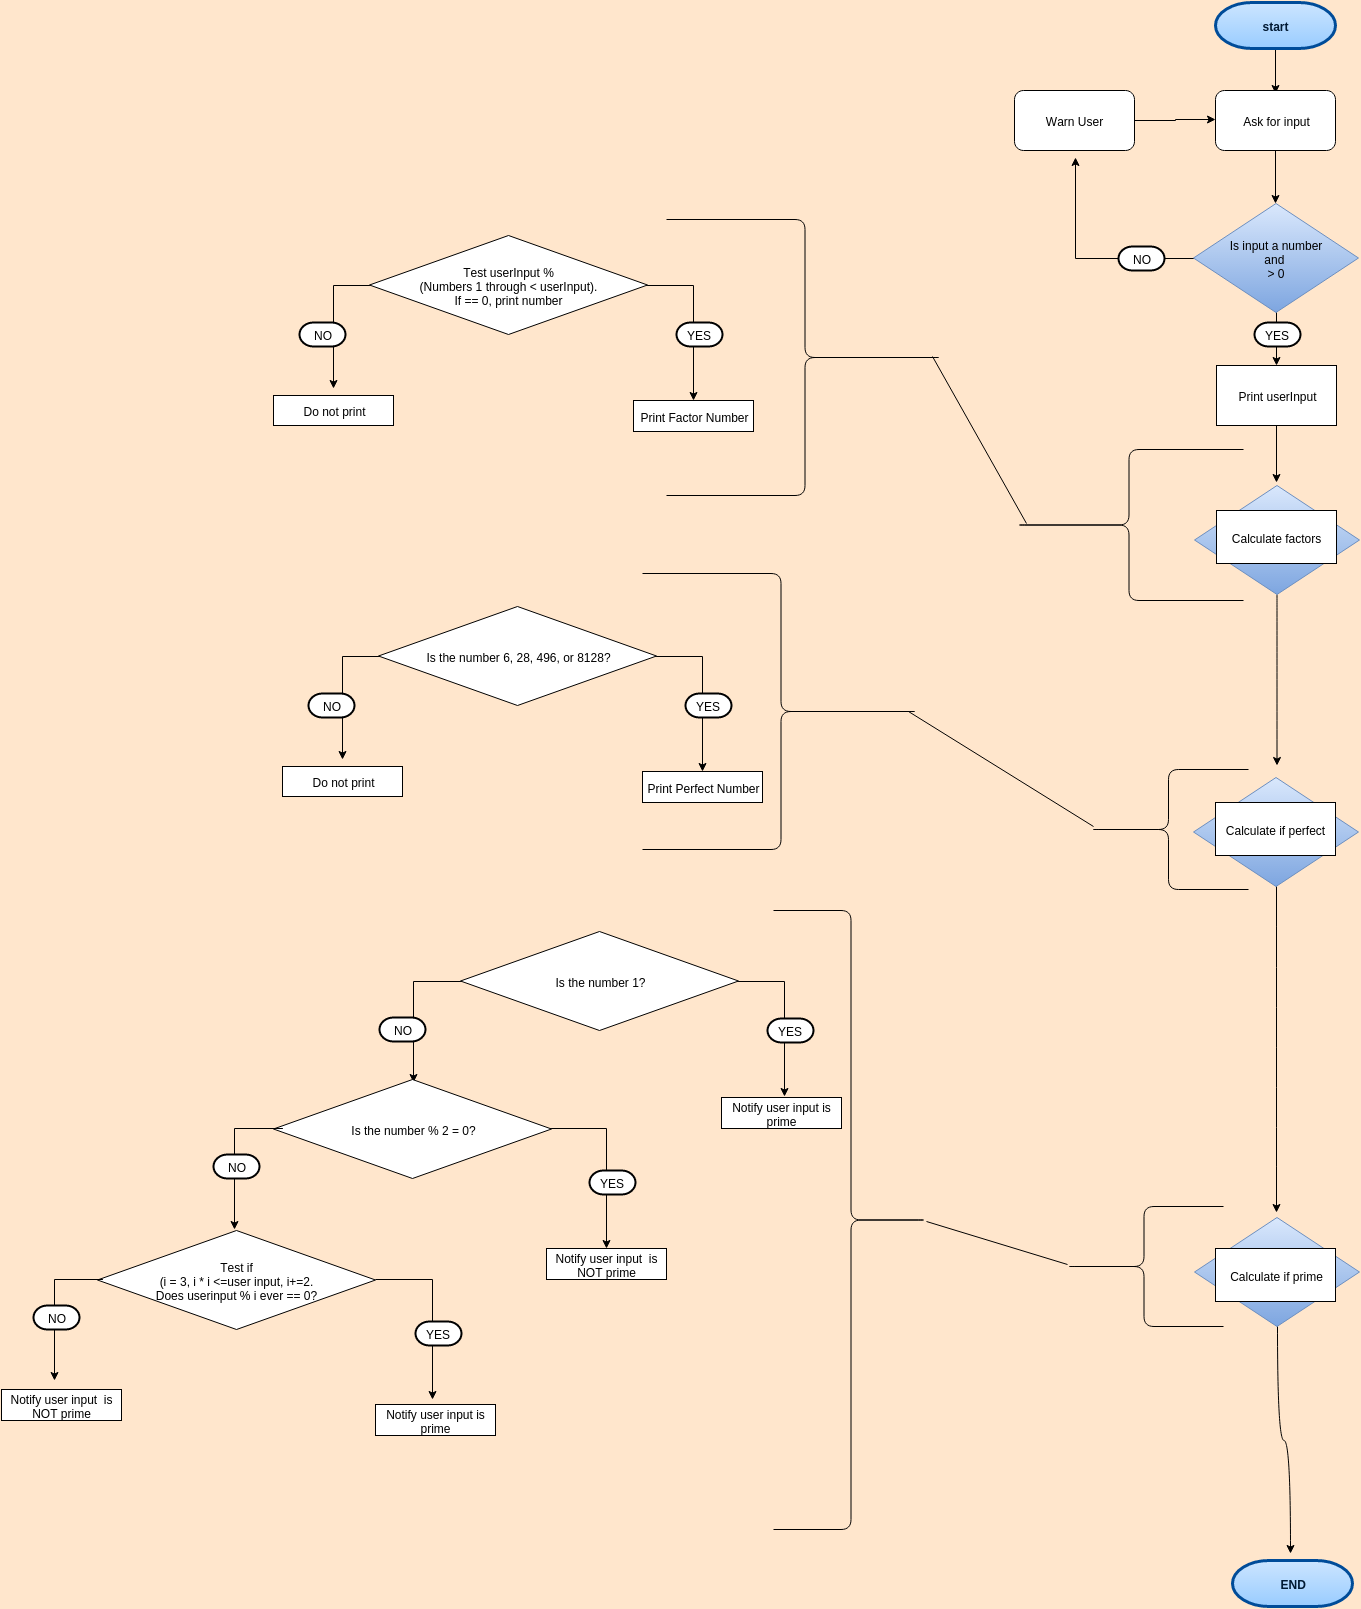 start
Warn User
Ask for input
Is input a number
and
> 0
NO
YES
Print userInput
Test userInput %
(Numbers 1 through < userInput).
If == 0, print number
NO
YES
Do not print
Print Factor Number
Calculate factors
Is the number 6, 28, 496, or 8128?
NO
YES
Do not print
Print Perfect Number
Calculate if perfect
Is the number 1?
NO
YES
Notify user input is
prime
Is the number % 2 = 0?
NO
YES
Notify user input is
NOT prime
Test if
(i = 3, i * i <=user input, i+=2.
Does userinput % i ever == 0?
NO
YES
Notify user input is
NOT prime
Notify user input is
prime
Calculate if prime
END